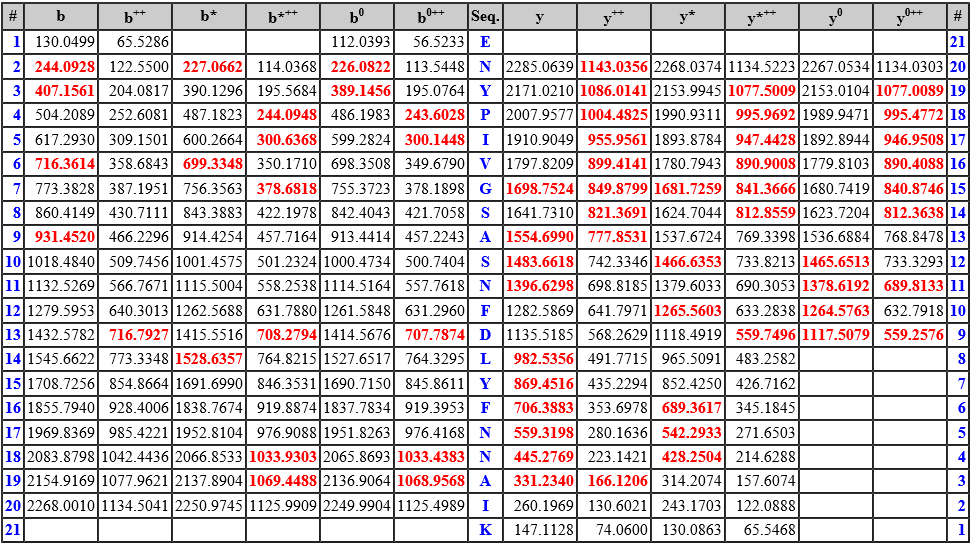 # b b++ b* b*++ b0 b0++ Seq. y y++ y* y*++ y0 y0++ #
1 130.0499 65.5286 112.0393 56.5233 E 21
2 244.0928 122.5500 227.0662 114.0368 226.0822 113.5448 N 2285.0639 1143.0356 2268.0374 1134.5223 2267.0534 1134.0303 20
3 407.1561 204.0817 390.1296 195.5684 389.1456 195.0764 Y 2171.0210 1086.0141 2153.9945 1077.5009 2153.0104 1077.0089 19
4 504.2089 252.6081 487.1823 244.0948 486.1983 243.6028 P 2007.9577 1004.4825 1990.9311 995.9692 1989.9471 995.4772 18
5 617.2930 309.1501 600.2664 300.6368 599.2824 300.1448 I 1910.9049 955.9561 1893.8784 947.4428 1892.8944 946.9508 17
6 716.3614 358.6843 699.3348 350.1710 698.3508 349.6790 V 1797.8209 899.4141 1780.7943 890.9008 1779.8103 890.4088 16
7 773.3828 387.1951 756.3563 378.6818 755.3723 378.1898 G 1698.7524 849.8799 1681.7259 841.3666 1680.7419 840.8746 15
8 860.4149 430.7111 843.3883 422.1978 842.4043 421.7058 S 1641.7310 821.3691 1624.7044 812.8559 1623.7204 812.3638 14
9 931.4520 466.2296 914.4254 457.7164 913.4414 457.2243 A 1554.6990 777.8531 1537.6724 769.3398 1536.6884 768.8478 13
10 1018.4840 509.7456 1001.4575 501.2324 1000.4734 500.7404 S 1483.6618 742.3346 1466.6353 733.8213 1465.6513 733.3293 12
11 1132.5269 566.7671 1115.5004 558.2538 1114.5164 557.7618 N 1396.6298 698.8185 1379.6033 690.3053 1378.6192 689.8133 11
12 1279.5953 640.3013 1262.5688 631.7880 1261.5848 631.2960 F 1282.5869 641.7971 1265.5603 633.2838 1264.5763 632.7918 10
13 1432.5782 716.7927 1415.5516 708.2794 1414.5676 707.7874 D 1135.5185 568.2629 1118.4919 559.7496 1117.5079 559.2576 9
14 1545.6622 773.3348 1528.6357 764.8215 1527.6517 764.3295 L 982.5356 491.7715 965.5091 483.2582 8
15 1708.7256 854.8664 1691.6990 846.3531 1690.7150 845.8611 Y 869.4516 435.2294 852.4250 426.7162 7
16 1855.7940 928.4006 1838.7674 919.8874 1837.7834 919.3953 F 706.3883 353.6978 689.3617 345.1845 6
17 1969.8369 985.4221 1952.8104 976.9088 1951.8263 976.4168 N 559.3198 280.1636 542.2933 271.6503 5
18 2083.8798 1042.4436 2066.8533 1033.9303 2065.8693 1033.4383 N 445.2769 223.1421 428.2504 214.6288 4
19 2154.9169 1077.9621 2137.8904 1069.4488 2136.9064 1068.9568 A 331.2340 166.1206 314.2074 157.6074 3
20 2268.0010 1134.5041 2250.9745 1125.9909 2249.9904 1125.4989 I 260.1969 130.6021 243.1703 122.0888 2
21 K 147.1128 74.0600 130.0863 65.5468 1